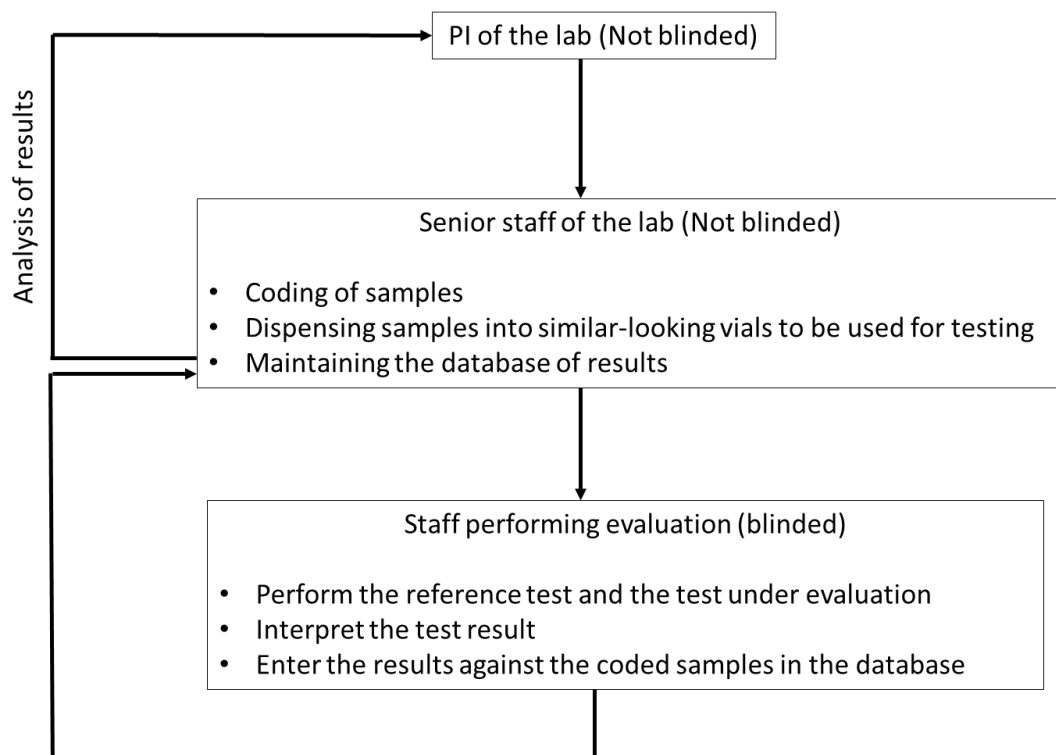 PI of the lab (Not blinded)
Analysis of results
Senior staff of the lab (Not blinded)
• Coding of samples
• Dispensing samples into similar-looking vials to be used for testing
• Maintaining the database of results
Staff performing evaluation (blinded)
• Perform the reference test and the test under evaluation
• Interpret the test result
• Enter the results against the coded samples in the database